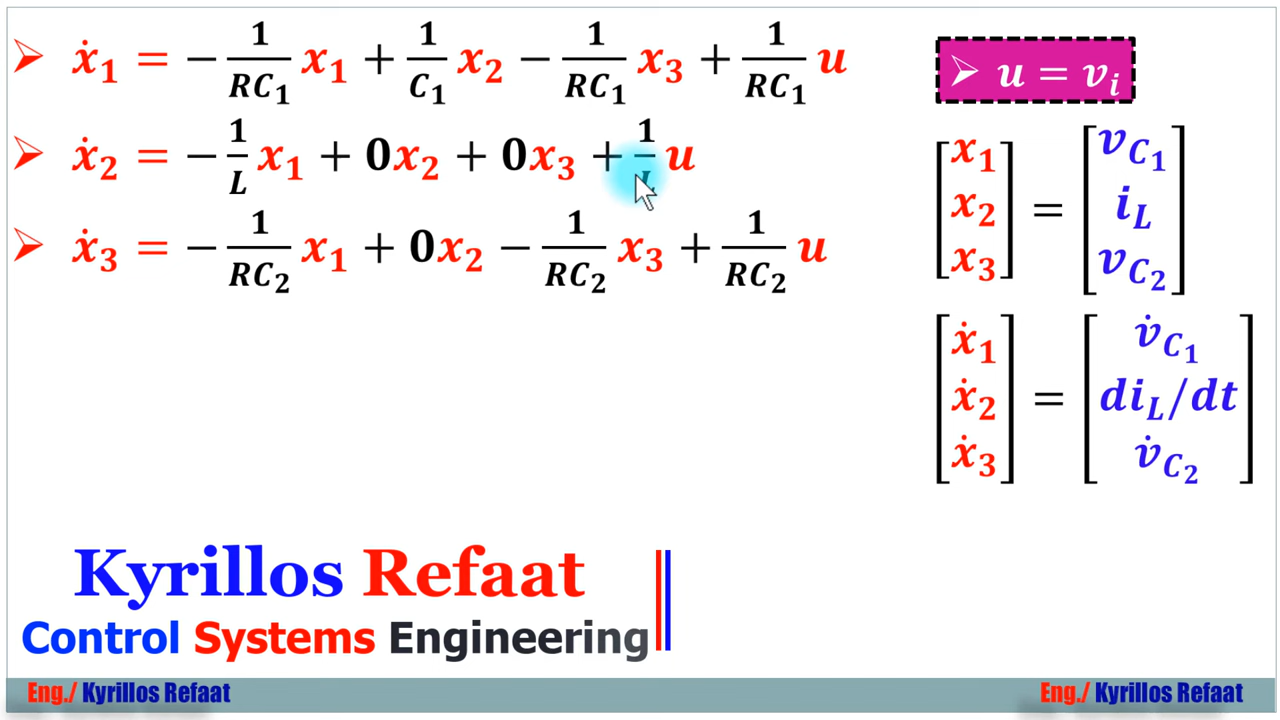 ➢ ẋ₁ = −1/RC₁ x₁ + 1/C₁ x₂ − 1/RC₁ x₃ + 1/RC₁ u
➢ ẋ₂ = −1/L x₁ + 0x₂ + 0x₃ + 1/L u
➢ ẋ₃ = −1/RC₂ x₁ + 0x₂ − 1/RC₂ x₃ + 1/RC₂ u
➢ u = vᵢ
[x₁ x₂ x₃] = [v_C₁ i_L v_C₂]
[ẋ₁ ẋ₂ ẋ₃] = [v̇_C₁ di_L/dt v̇_C₂]
Kyrillos Refaat
Control Systems Engineering
Eng./ Kyrillos Refaat
Eng./ Kyrillos Refaat